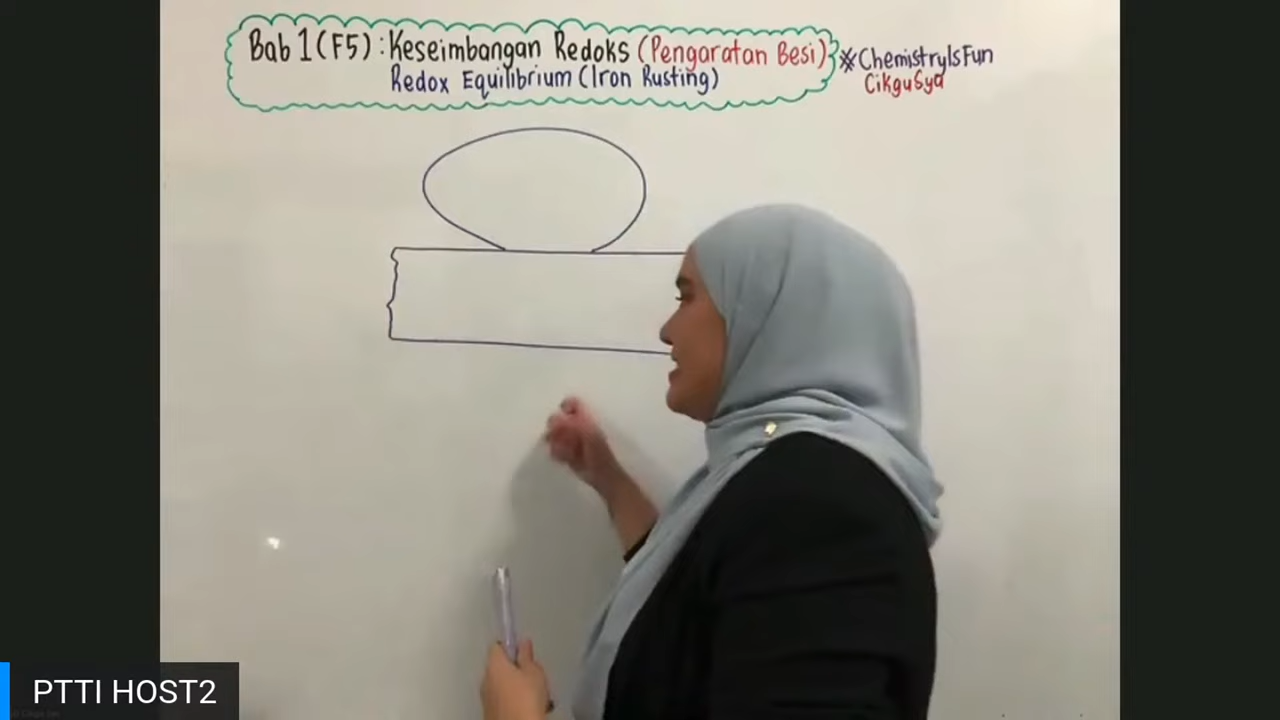 Bab 1 (F5) : Keseimbangan Redoks (Pengaratan Besi)
Redox Equilibrium (Iron Rusting)
#ChemistryIsFun
CikguSya
PTTI HOST2